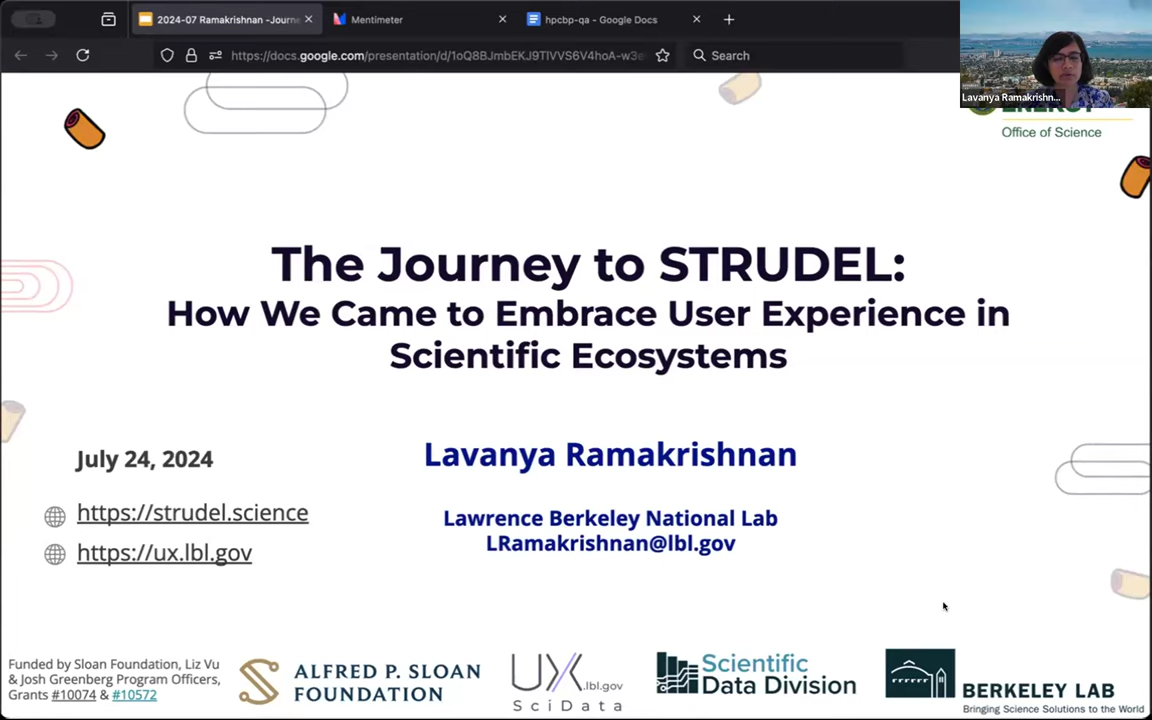 2024-07 Ramakrishnan -Journe
Mentimeter
hpcbp-qa - Google Docs
https://docs.google.com/presentation/d/1oQ8BJmbEKJ9TIVVS6V4hoA-w3e
Search
Lavanya Ramakrishn...
ENERGY
Office of Science
The Journey to STRUDEL:
How We Came to Embrace User Experience in
Scientific Ecosystems
July 24, 2024
https://strudel.science
https://ux.lbl.gov
Lavanya Ramakrishnan
Lawrence Berkeley National Lab
LRamakrishnan@lbl.gov
Funded by Sloan Foundation, Liz Vu
& Josh Greenberg Program Officers,
Grants #10074 & #10572
ALFRED P. SLOAN
FOUNDATION
UX.lbl.gov
SciData
Scientific
Data Division
BERKELEY LAB
Bringing Science Solutions to the World